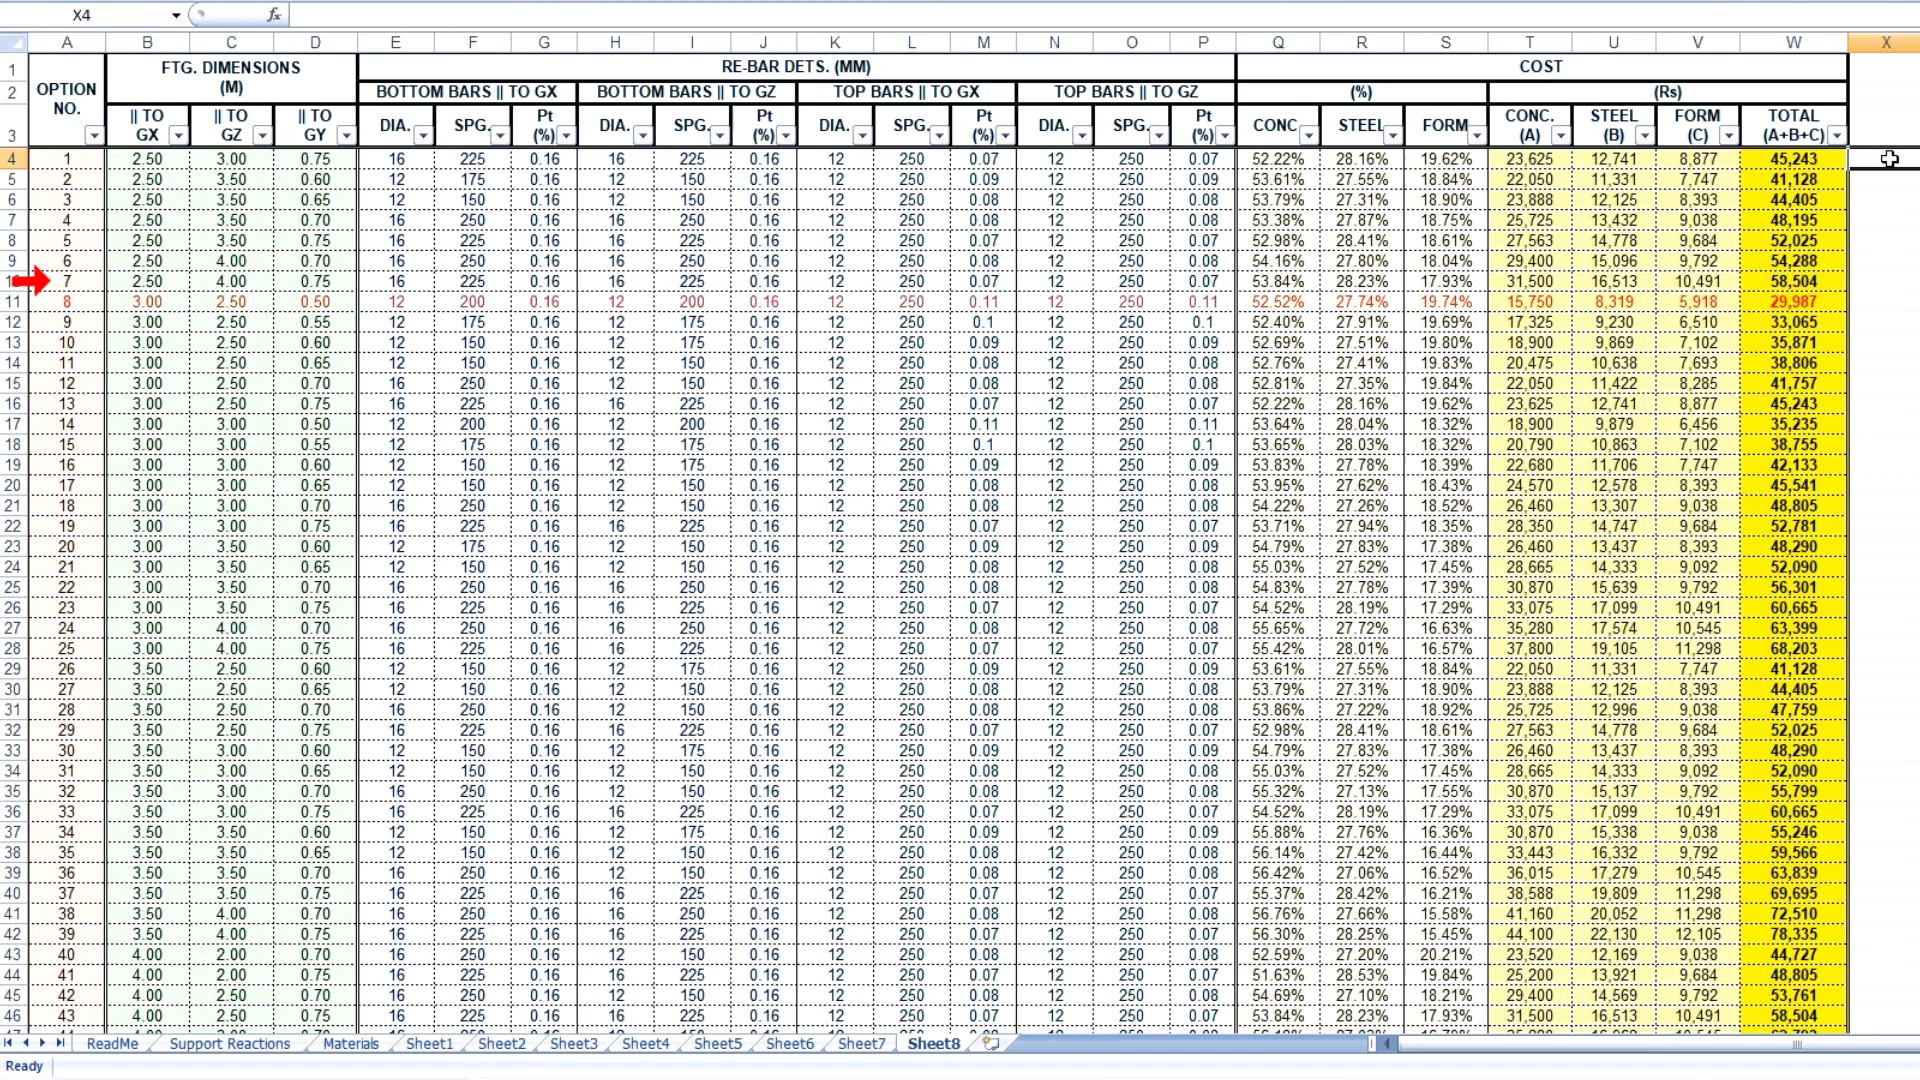 X4
A B C D E F G H I J K L M N O P Q R S T U V W X
1 OPTION NO. FTG. DIMENSIONS (M) RE-BAR DETS. (MM) COST
2 BOTTOM BARS || TO GX BOTTOM BARS || TO GZ TOP BARS || TO GX TOP BARS || TO GZ (%) (Rs)
3 || TO GX || TO GZ || TO GY DIA. SPG. Pt (%) DIA. SPG. Pt (%) DIA. SPG. Pt (%) DIA. SPG. Pt (%) CONC STEEL FORM CONC. (A) STEEL (B) FORM (C) TOTAL (A+B+C)
4 1 2.50 3.00 0.75 16 225 0.16 16 225 0.16 12 250 0.07 12 250 0.07 52.22% 28.16% 19.62% 23,625 12,741 8,877 45,243
5 2 2.50 3.50 0.60 12 175 0.16 12 150 0.16 12 250 0.09 12 250 0.09 53.61% 27.55% 18.84% 22,050 11,331 7,747 41,128
6 3 2.50 3.50 0.65 12 150 0.16 12 150 0.16 12 250 0.08 12 250 0.08 53.79% 27.31% 18.90% 23,888 12,125 8,393 44,405
7 4 2.50 3.50 0.70 16 250 0.16 16 250 0.16 12 250 0.08 12 250 0.08 53.38% 27.87% 18.75% 25,725 13,432 9,038 48,195
8 5 2.50 3.50 0.75 16 225 0.16 16 225 0.16 12 250 0.07 12 250 0.07 52.98% 28.41% 18.61% 27,563 14,778 9,684 52,025
9 6 2.50 4.00 0.70 16 250 0.16 16 250 0.16 12 250 0.08 12 250 0.08 54.16% 27.80% 18.04% 29,400 15,096 9,792 54,288
7 2.50 4.00 0.75 16 225 0.16 16 225 0.16 12 250 0.07 12 250 0.07 53.84% 28.23% 17.93% 31,500 16,513 10,491 58,504
11 8 3.00 2.50 0.50 12 200 0.16 12 200 0.16 12 250 0.11 12 250 0.11 52.52% 27.74% 19.74% 15,750 8,319 5,918 29,987
12 9 3.00 2.50 0.55 12 175 0.16 12 175 0.16 12 250 0.1 12 250 0.1 52.40% 27.91% 19.69% 17,325 9,230 6,510 33,065
13 10 3.00 2.50 0.60 12 150 0.16 12 175 0.16 12 250 0.09 12 250 0.09 52.69% 27.51% 19.80% 18,900 9,869 7,102 35,871
14 11 3.00 2.50 0.65 12 150 0.16 12 150 0.16 12 250 0.08 12 250 0.08 52.76% 27.41% 19.83% 20,475 10,638 7,693 38,806
15 12 3.00 2.50 0.70 16 250 0.16 12 150 0.16 12 250 0.08 12 250 0.08 52.81% 27.35% 19.84% 22,050 11,422 8,285 41,757
16 13 3.00 2.50 0.75 16 225 0.16 16 225 0.16 12 250 0.07 12 250 0.07 52.22% 28.16% 19.62% 23,625 12,741 8,877 45,243
17 14 3.00 3.00 0.50 12 200 0.16 12 200 0.16 12 250 0.11 12 250 0.11 53.64% 28.04% 18.32% 18,900 9,879 6,456 35,235
18 15 3.00 3.00 0.55 12 175 0.16 12 175 0.16 12 250 0.1 12 250 0.1 53.65% 28.03% 18.32% 20,790 10,863 7,102 38,755
19 16 3.00 3.00 0.60 12 150 0.16 12 175 0.16 12 250 0.09 12 250 0.09 53.83% 27.78% 18.39% 22,680 11,706 7,747 42,133
20 17 3.00 3.00 0.65 12 150 0.16 12 150 0.16 12 250 0.08 12 250 0.08 53.95% 27.62% 18.43% 24,570 12,578 8,393 45,541
21 18 3.00 3.00 0.70 16 250 0.16 12 150 0.16 12 250 0.08 12 250 0.08 54.22% 27.26% 18.52% 26,460 13,307 9,038 48,805
22 19 3.00 3.00 0.75 16 225 0.16 16 225 0.16 12 250 0.07 12 250 0.07 53.71% 27.94% 18.35% 28,350 14,747 9,684 52,781
23 20 3.00 3.50 0.60 12 175 0.16 12 150 0.16 12 250 0.09 12 250 0.09 54.79% 27.83% 17.38% 26,460 13,437 8,393 48,290
24 21 3.00 3.50 0.65 12 150 0.16 12 150 0.16 12 250 0.08 12 250 0.08 55.03% 27.52% 17.45% 28,665 14,333 9,092 52,090
25 22 3.00 3.50 0.70 16 250 0.16 16 250 0.16 12 250 0.08 12 250 0.08 54.83% 27.78% 17.39% 30,870 15,639 9,792 56,301
26 23 3.00 3.50 0.75 16 225 0.16 16 225 0.16 12 250 0.07 12 250 0.07 54.52% 28.19% 17.29% 33,075 17,099 10,491 60,665
27 24 3.00 4.00 0.70 16 250 0.16 16 250 0.16 12 250 0.08 12 250 0.08 55.65% 27.72% 16.63% 35,280 17,574 10,545 63,399
28 25 3.00 4.00 0.75 16 225 0.16 16 225 0.16 12 250 0.07 12 250 0.07 55.42% 28.01% 16.57% 37,800 19,105 11,298 68,203
29 26 3.50 2.50 0.60 12 150 0.16 12 175 0.16 12 250 0.09 12 250 0.09 53.61% 27.55% 18.84% 22,050 11,331 7,747 41,128
30 27 3.50 2.50 0.65 12 150 0.16 12 150 0.16 12 250 0.08 12 250 0.08 53.79% 27.31% 18.90% 23,888 12,125 8,393 44,405
31 28 3.50 2.50 0.70 16 250 0.16 12 150 0.16 12 250 0.08 12 250 0.08 53.86% 27.22% 18.92% 25,725 12,996 9,038 47,759
32 29 3.50 2.50 0.75 16 225 0.16 16 225 0.16 12 250 0.07 12 250 0.07 52.98% 28.41% 18.61% 27,563 14,778 9,684 52,025
33 30 3.50 3.00 0.60 12 150 0.16 12 175 0.16 12 250 0.09 12 250 0.09 54.79% 27.83% 17.38% 26,460 13,437 8,393 48,290
34 31 3.50 3.00 0.65 12 150 0.16 12 150 0.16 12 250 0.08 12 250 0.08 55.03% 27.52% 17.45% 28,665 14,333 9,092 52,090
35 32 3.50 3.00 0.70 16 250 0.16 12 150 0.16 12 250 0.08 12 250 0.08 55.32% 27.13% 17.55% 30,870 15,137 9,792 55,799
36 33 3.50 3.00 0.75 16 225 0.16 16 225 0.16 12 250 0.07 12 250 0.07 54.52% 28.19% 17.29% 33,075 17,099 10,491 60,665
37 34 3.50 3.50 0.60 12 150 0.16 12 175 0.16 12 250 0.09 12 250 0.09 55.88% 27.76% 16.36% 30,870 15,338 9,038 55,246
38 35 3.50 3.50 0.65 12 150 0.16 12 150 0.16 12 250 0.08 12 250 0.08 56.14% 27.42% 16.44% 33,443 16,332 9,792 59,566
39 36 3.50 3.50 0.70 16 250 0.16 12 150 0.16 12 250 0.08 12 250 0.08 56.42% 27.06% 16.52% 36,015 17,279 10,545 63,839
40 37 3.50 3.50 0.75 16 225 0.16 16 225 0.16 12 250 0.07 12 250 0.07 55.37% 28.42% 16.21% 38,588 19,809 11,298 69,695
41 38 3.50 4.00 0.70 16 250 0.16 16 250 0.16 12 250 0.08 12 250 0.08 56.76% 27.66% 15.58% 41,160 20,052 11,298 72,510
42 39 3.50 4.00 0.75 16 225 0.16 16 225 0.16 12 250 0.07 12 250 0.07 56.30% 28.25% 15.45% 44,100 22,130 12,105 78,335
43 40 4.00 2.00 0.70 16 250 0.16 12 150 0.16 12 250 0.08 12 250 0.08 52.59% 27.20% 20.21% 23,520 12,169 9,038 44,727
44 41 4.00 2.00 0.75 16 225 0.16 16 225 0.16 12 250 0.07 12 250 0.07 51.63% 28.53% 19.84% 25,200 13,921 9,684 48,805
45 42 4.00 2.50 0.70 16 250 0.16 12 150 0.16 12 250 0.08 12 250 0.08 54.69% 27.10% 18.21% 29,400 14,569 9,792 53,761
46 43 4.00 2.50 0.75 16 225 0.16 16 225 0.16 12 250 0.07 12 250 0.07 53.84% 28.23% 17.93% 31,500 16,513 10,491 58,504
ReadMe Support Reactions Materials Sheet1 Sheet2 Sheet3 Sheet4 Sheet5 Sheet6 Sheet7 Sheet8
Ready